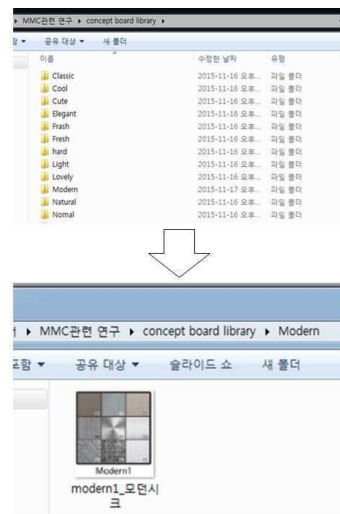 MMC관련 연구 ▸ concept board library ▸
공유 대상 ▾ 새 폴더
이름 수정한 날짜 유형
Classic 2015-11-16 오후... 파일 폴더
Cool 2015-11-16 오후... 파일 폴더
Cute 2015-11-16 오후... 파일 폴더
Elegant 2015-11-16 오후... 파일 폴더
Frash 2015-11-16 오후... 파일 폴더
Fresh 2015-11-16 오후... 파일 폴더
hard 2015-11-16 오후... 파일 폴더
Light 2015-11-16 오후... 파일 폴더
Lovely 2015-11-16 오후... 파일 폴더
Modern 2015-11-17 오후... 파일 폴더
Natural 2015-11-16 오후... 파일 폴더
Nomal 2015-11-16 오후... 파일 폴더
MMC관련 연구 ▸ concept board library ▸ Modern
포함 ▾ 공유 대상 ▾ 슬라이드 쇼 새 폴더
Modern1
modern1_모던시
크